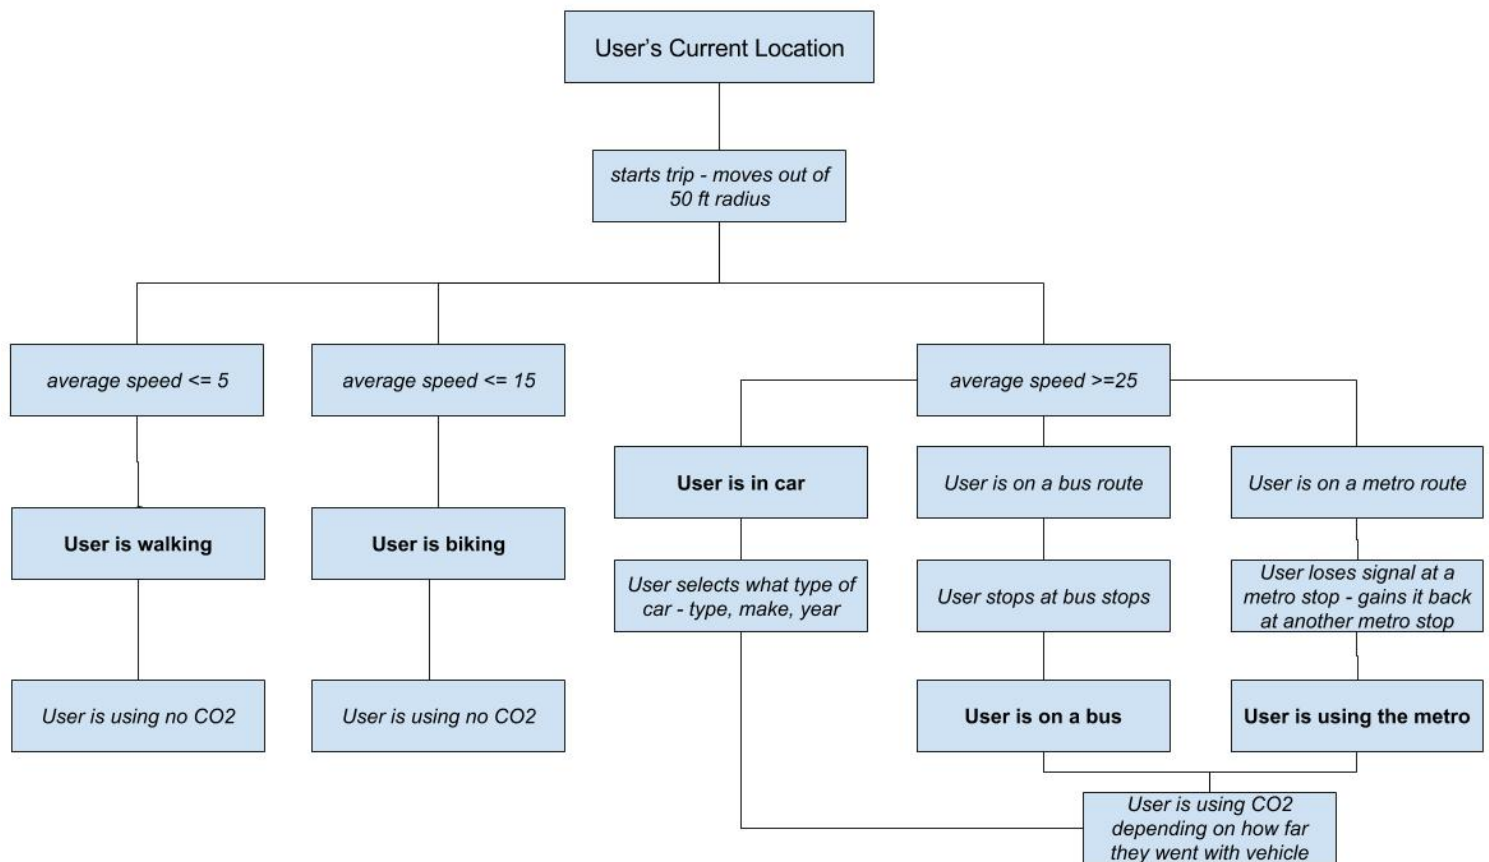 User's Current Location
starts trip - moves out of
50 ft radius
average speed <= 5
average speed <= 15
average speed >=25
User is in car
User is on a bus route
User is on a metro route
User is walking
User is biking
User selects what type of
car - type, make, year
User stops at bus stops
User loses signal at a
metro stop - gains it back
at another metro stop
User is using no CO2
User is using no CO2
User is on a bus
User is using the metro
User is using CO2
depending on how far
they went with vehicle